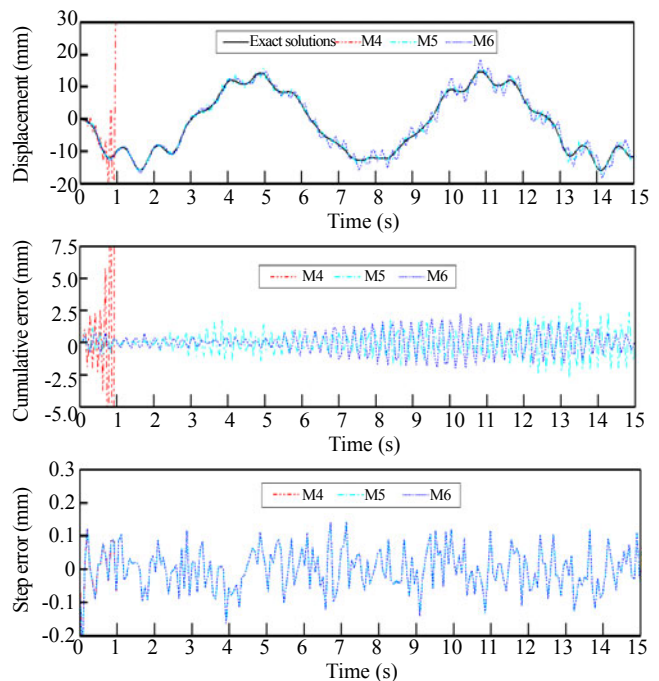 Displacement (mm)
30
20
10
0
-10
-20
Exact solutions M4 M5 M6
0 1 2 3 4 5 6 7 8 9 10 11 12 13 14 15
Time (s)
Cumulative error (mm)
7.5
5.0
2.5
0
-2.5
-5.0
M4 M5 M6
0 1 2 3 4 5 6 7 8 9 10 11 12 13 14 15
Time (s)
Step error (mm)
0.3
0.2
0.1
0
-0.1
-0.2
M4 M5 M6
0 1 2 3 4 5 6 7 8 9 10 11 12 13 14 15
Time (s)